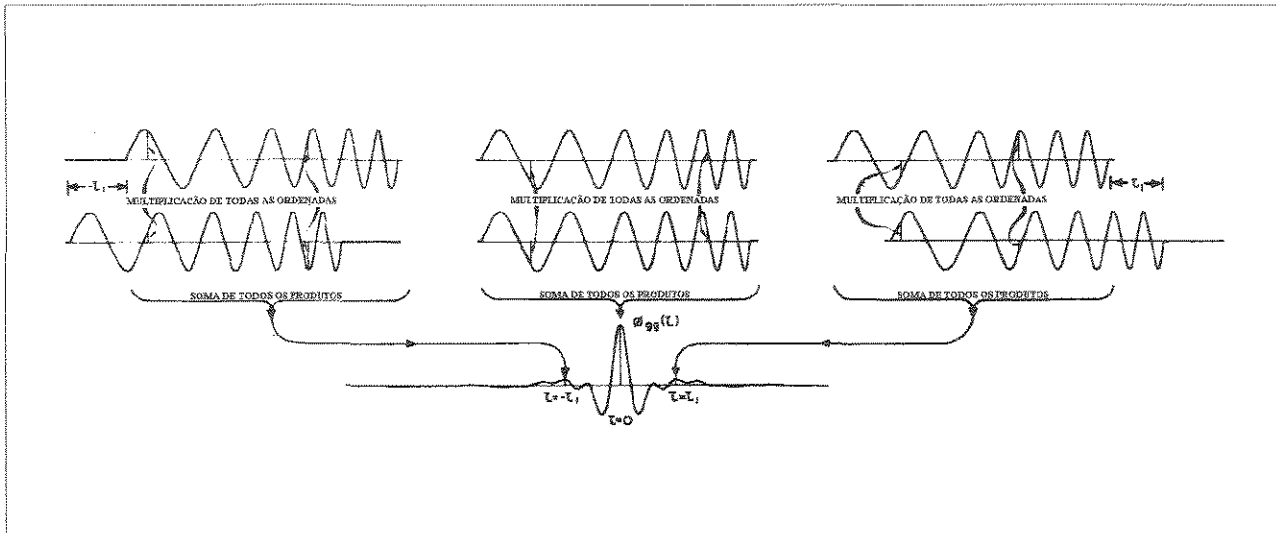 MULTIPLICAÇÃO DE TODAS AS ORDENADAS
MULTIPLICAÇÃO DE TODAS AS ORDENADAS
MULTIPLICAÇÃO DE TODAS AS ORDENADAS
SOMA DE TODOS OS PRODUTOS
SOMA DE TODOS OS PRODUTOS
SOMA DE TODOS OS PRODUTOS